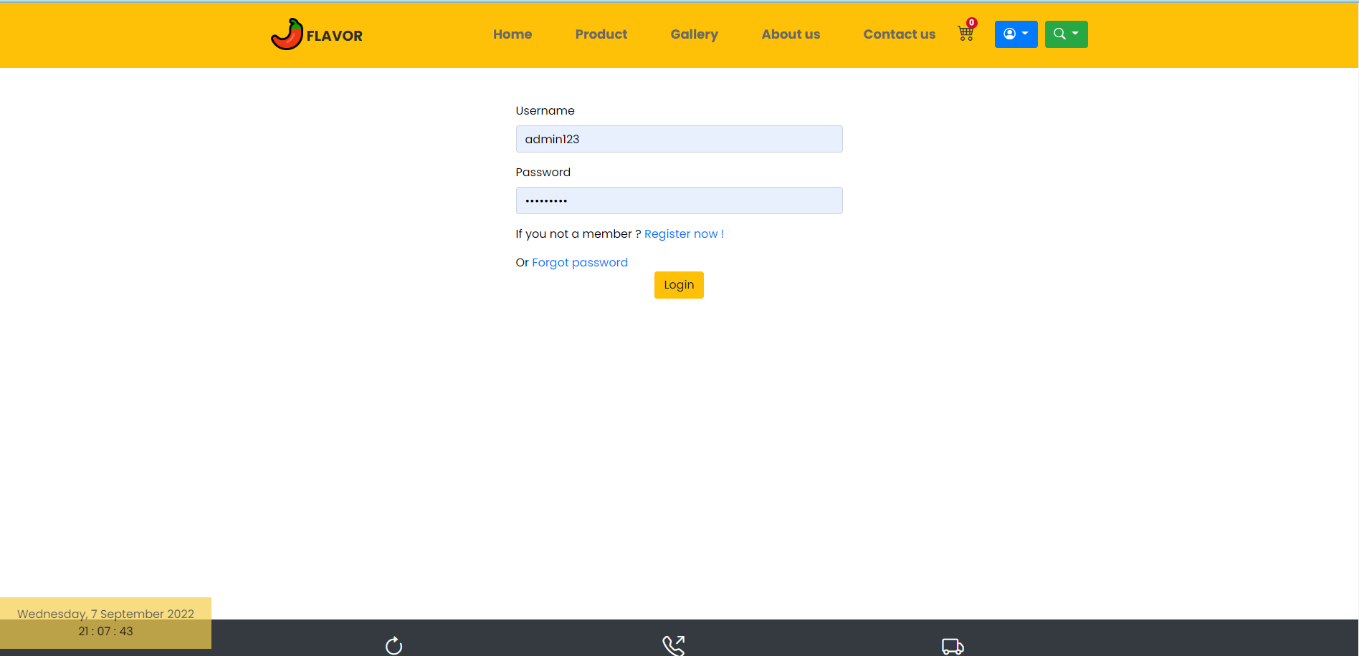 FLAVOR Home Product Gallery About us Contact us 0
Username
admin123
Password
•••••••••
If you not a member ? Register now !
Or Forgot password
Login
Wednesday, 7 September 2022
21 : 07 : 43